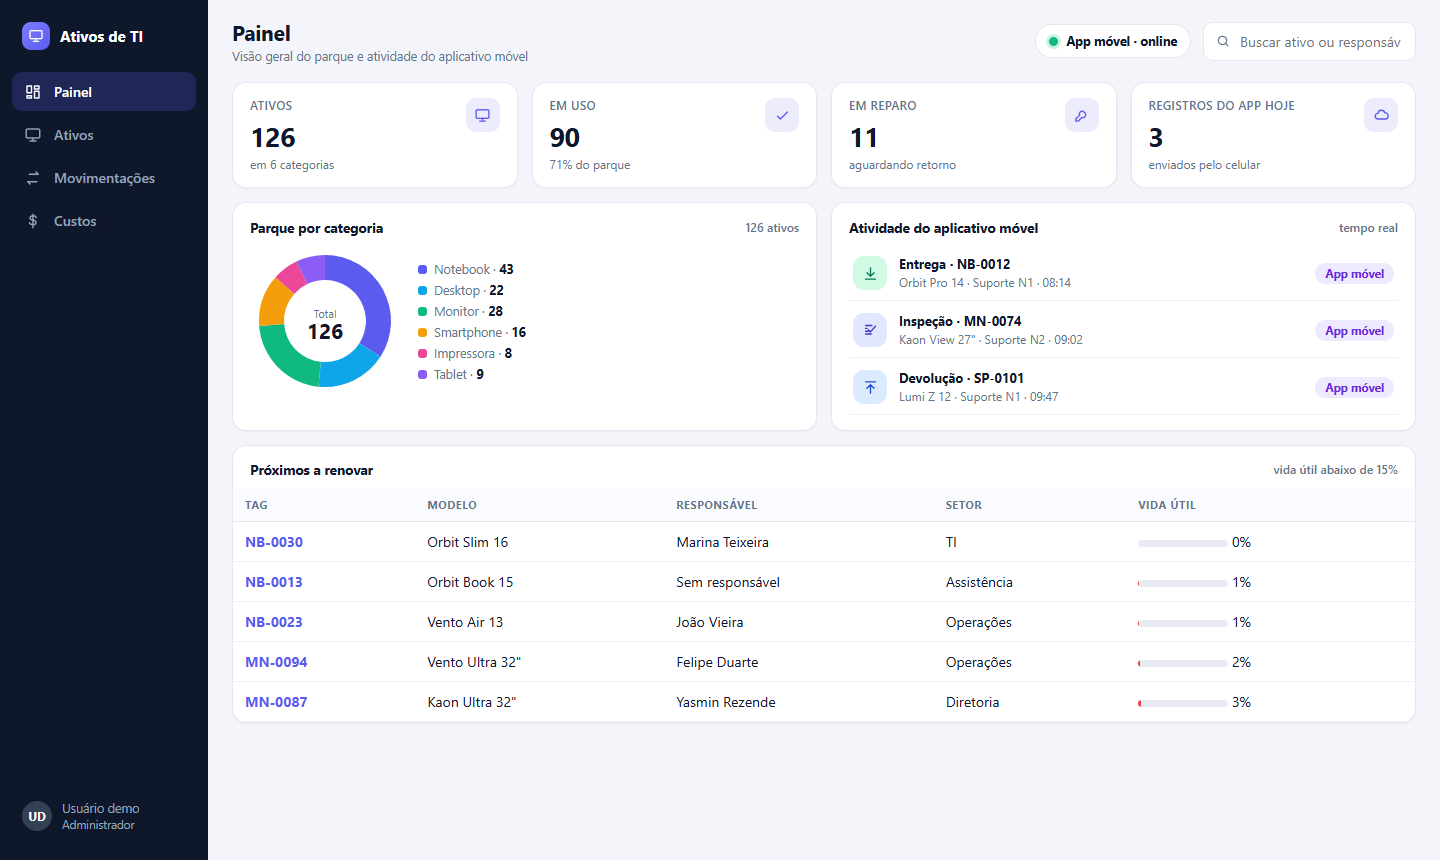 Ativos de TI
Painel
Ativos
Movimentações
Custos
Usuário demo
Administrador
UD
Painel
Visão geral do parque e atividade do aplicativo móvel
App móvel · online
Buscar ativo ou responsáv
ATIVOS
126
em 6 categorias
EM USO
90
71% do parque
EM REPARO
11
aguardando retorno
REGISTROS DO APP HOJE
3
enviados pelo celular
Parque por categoria
126 ativos
Total
126
Notebook · 43
Desktop · 22
Monitor · 28
Smartphone · 16
Impressora · 8
Tablet · 9
Atividade do aplicativo móvel
tempo real
Entrega · NB-0012
Orbit Pro 14 · Suporte N1 · 08:14
App móvel
Inspeção · MN-0074
Kaon View 27" · Suporte N2 · 09:02
App móvel
Devolução · SP-0101
Lumi Z 12 · Suporte N1 · 09:47
App móvel
Próximos a renovar
vida útil abaixo de 15%
TAG MODELO RESPONSÁVEL SETOR VIDA ÚTIL
NB-0030 Orbit Slim 16 Marina Teixeira TI 0%
NB-0013 Orbit Book 15 Sem responsável Assistência 1%
NB-0023 Vento Air 13 João Vieira Operações 1%
MN-0094 Vento Ultra 32" Felipe Duarte Operações 2%
MN-0087 Kaon Ultra 32" Yasmin Rezende Diretoria 3%